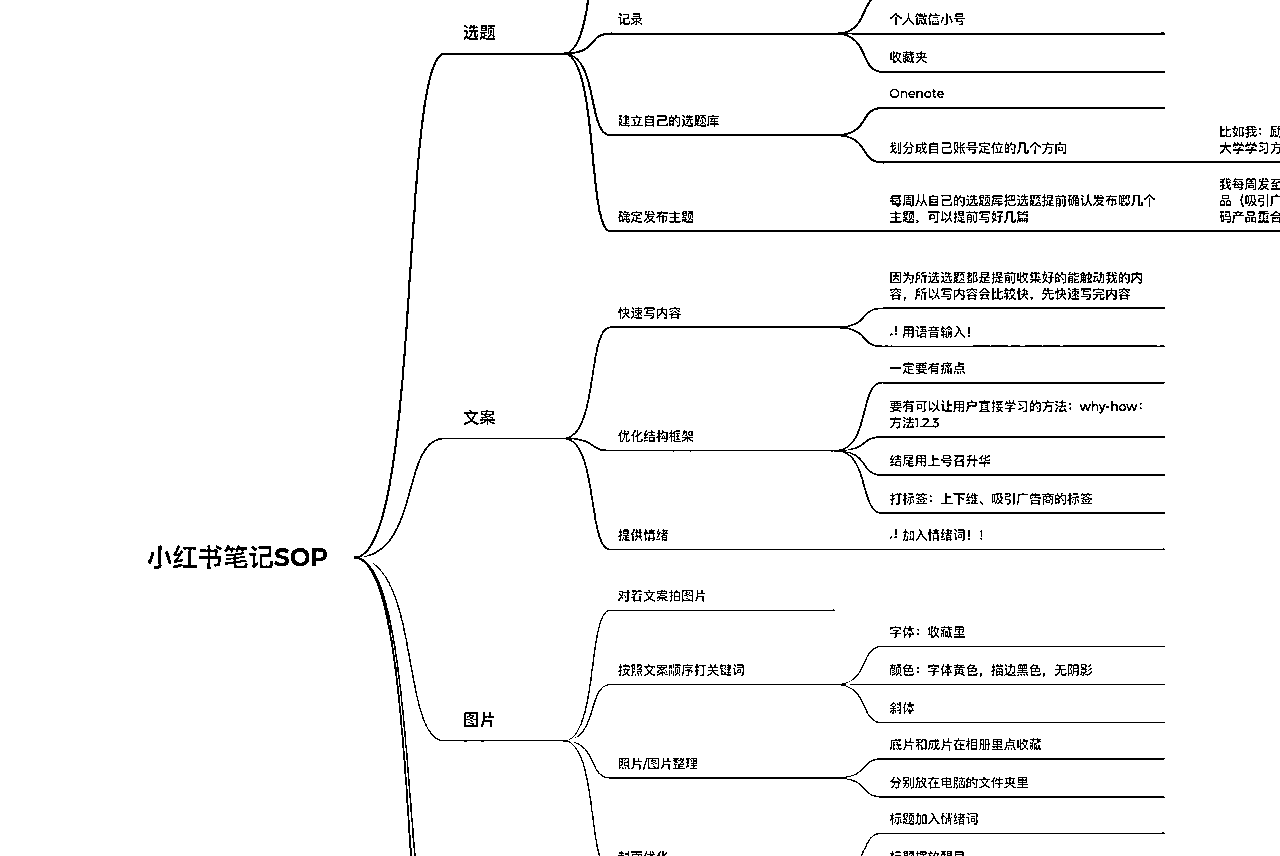 选题
记录
个人微信小号
收藏夹
建立自己的选题库
Onenote
划分成自己账号定位的几个方向
比如我：励
大学学习方
确定发布主题
每周从自己的选题库把选题提前确认发布哪几个
主题，可以提前写好几篇
我每周发至
品（吸引广
码产品重合
小红书笔记SOP
文案
快速写内容
因为所选选题都是提前收集好的能触动我的内
容，所以写内容会比较快，先快速写完内容
用语音输入！
优化结构框架
一定要有痛点
要有可以让用户直接学习的方法：why-how：
方法1.2.3
结尾用上号召升华
打标签：上下维、吸引广告商的标签
提供情绪
加入情绪词！！
图片
对着文案拍图片
按照文案顺序打关键词
字体：收藏里
颜色：字体黄色，描边黑色，无阴影
斜体
照片/图片整理
底片和成片在相册里点收藏
分别放在电脑的文件夹里
标题加入情绪词